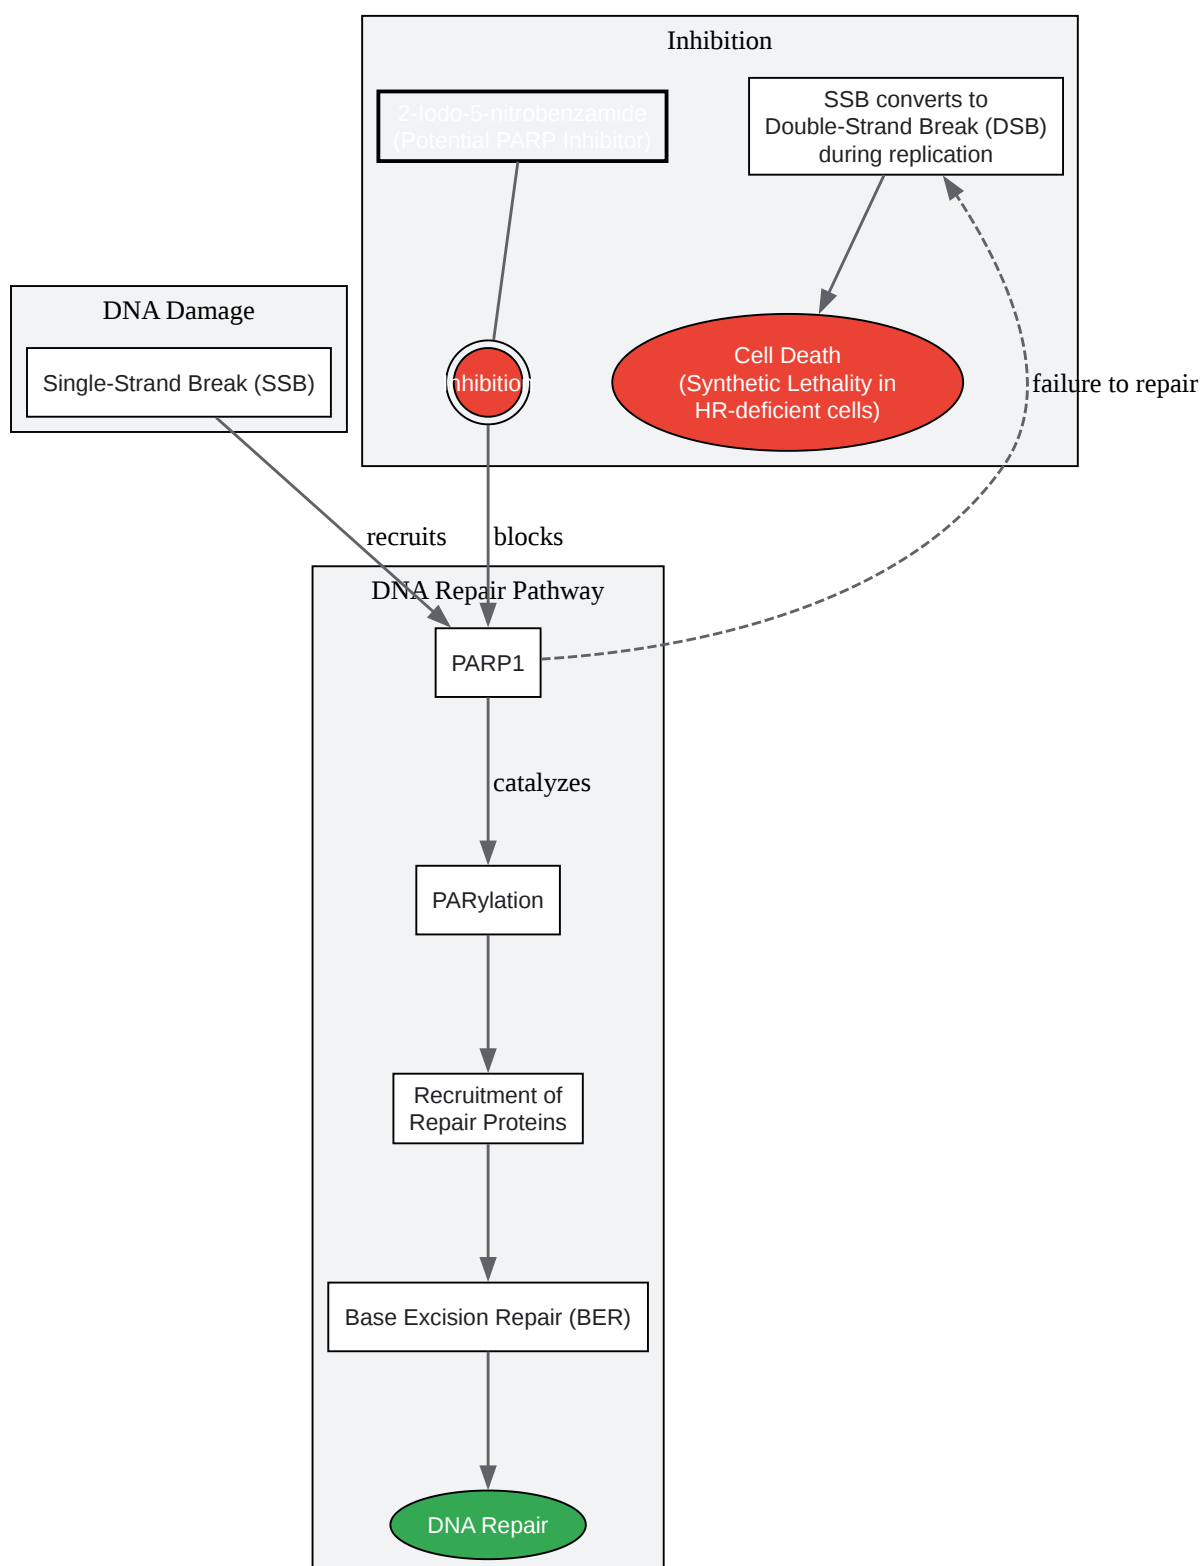 Inhibition
2-Iodo-5-nitrobenzamide
(Potential PARP Inhibitor)
SSB converts to
Double-Strand Break (DSB)
during replication
DNA Damage
Single-Strand Break (SSB)
Inhibition
Cell Death
(Synthetic Lethality in
HR-deficient cells)
failure to repair
recruits
blocks
DNA Repair Pathway
PARP1
catalyzes
PARylation
Recruitment of
Repair Proteins
Base Excision Repair (BER)
DNA Repair